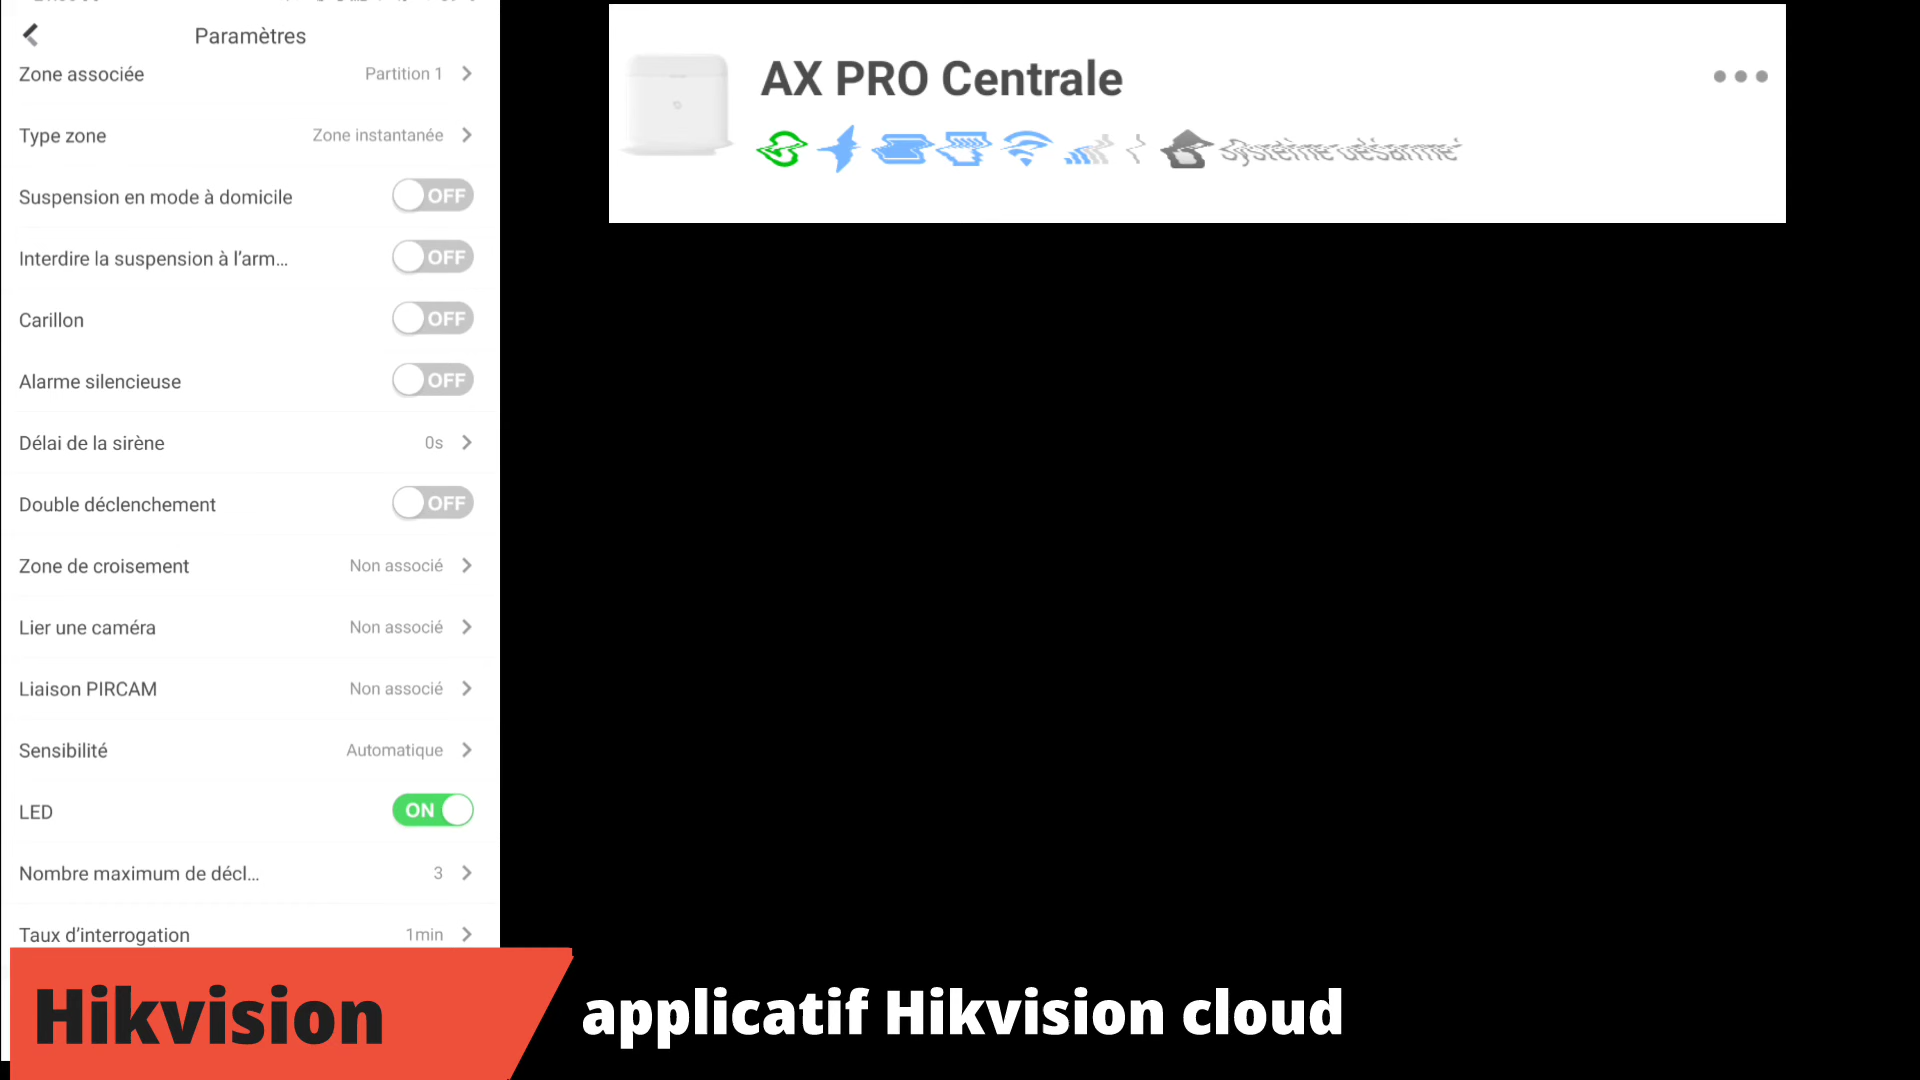 Paramètres
Zone associée Partition 1
Type zone Zone instantanée
Suspension en mode à domicile OFF
Interdire la suspension à l’arm... OFF
Carillon OFF
Alarme silencieuse OFF
Délai de la sirène 0s
Double déclenchement OFF
Zone de croisement Non associé
Lier une caméra Non associé
Liaison PIRCAM Non associé
Sensibilité Automatique
LED ON
Nombre maximum de décl... 3
Taux d’interrogation 1min
AX PRO Centrale
Système désarmé
Hikvision
applicatif Hikvision cloud